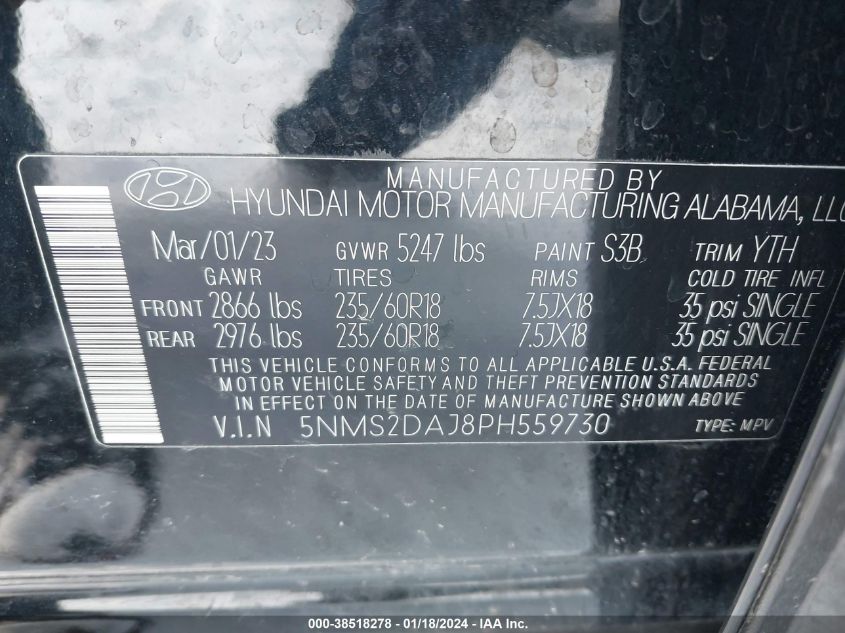 MANUFACTURED BY
HYUNDAI MOTOR MANUFACTURING ALABAMA, LLC
Mar/01/23 GVWR 5247 lbs PAINT S3B TRIM YTH
GAWR TIRES RIMS COLD TIRE INFL
FRONT 2866 lbs 235/60R18 7.5JX18 35 psi SINGLE
REAR 2976 lbs 235/60R18 7.5JX18 35 psi SINGLE
THIS VEHICLE CONFORMS TO ALL APPLICABLE U.S.A. FEDERAL
MOTOR VEHICLE SAFETY AND THEFT PREVENTION STANDARDS
IN EFFECT ON THE DATE OF MANUFACTURE SHOWN ABOVE
V.I.N 5NMS2DAJ8PH559730 TYPE: MPV
000-38518278 - 01/18/2024 - IAA Inc.